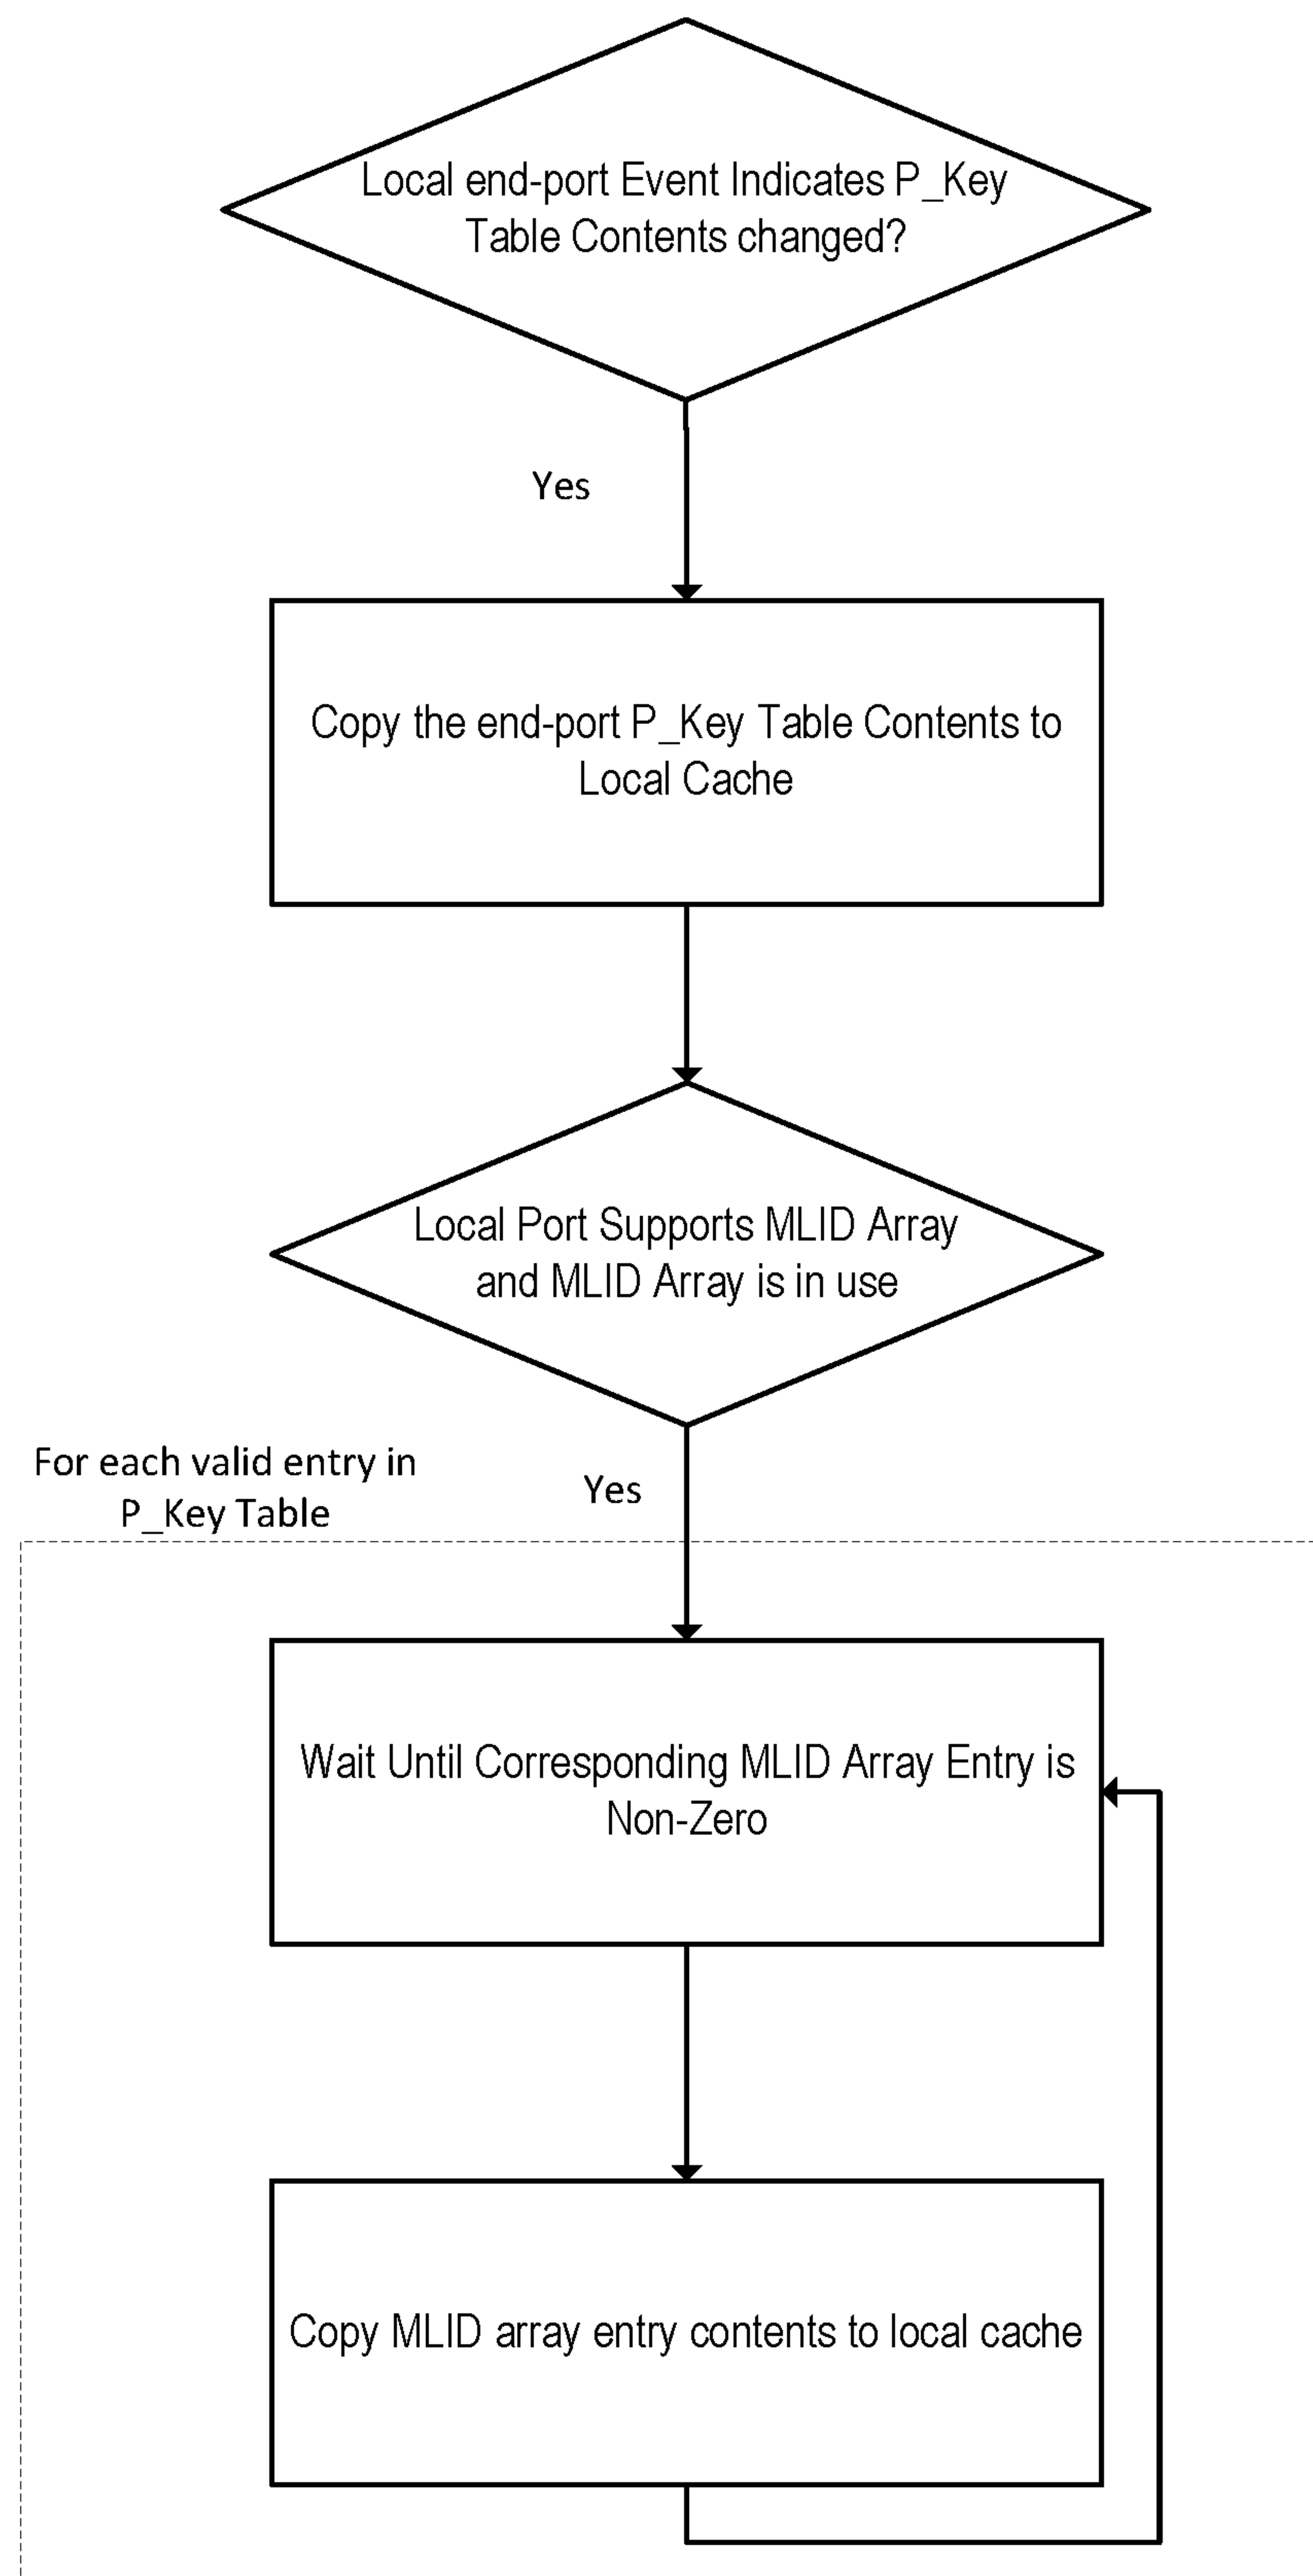 Local end-port Event Indicates P_Key
Table Contents changed?
Yes
Copy the end-port P_Key Table Contents to
Local Cache
Local Port Supports MLID Array
and MLID Array is in use
For each valid entry in
P_Key Table
Yes
Wait Until Corresponding MLID Array Entry is
Non-Zero
Copy MLID array entry contents to local cache